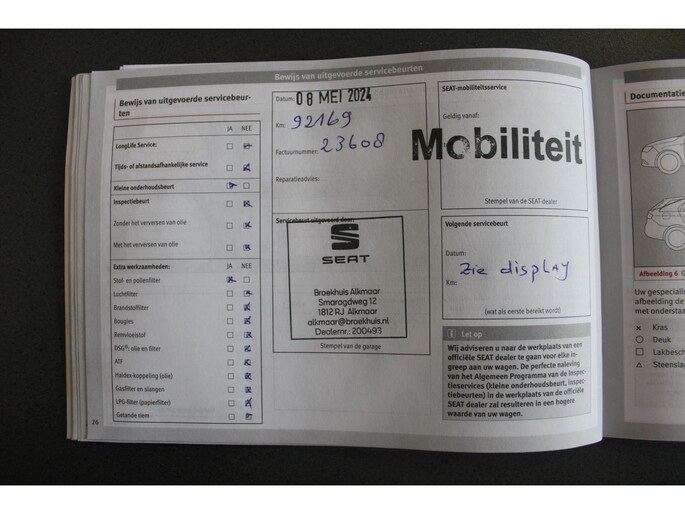 Bewijs van uitgevoerde servicebeurten
Bewijs van uitgevoerde servicebeur-
ten
JA NEE
LongLife Service:
Tijds- of afstandsafhankelijke service
Kleine onderhoudsbeurt
Inspectiebeurt
Zonder het verversen van olie
Met het verversen van olie
Extra werkzaamheden:
JA NEE
Stof- en pollenfilter
Luchtfilter
Brandstoffilter
Bougies
Remvloeistof
DSG®: olie en filter
ATF
Haldex-koppeling (olie)
Gasfilter en slangen
LPG-filter (papierfilter)
Getande riem
26
Datum: 08 MEI 2024
Km: 92169
Factuurnummer: 23608
Reparatieadvies:
Servicebeurt uitgevoerd door:
SEAT
Broekhuis Alkmaar
Smaragdweg 12
1812 RJ Alkmaar
alkmaar@broekhuis.nl
Dealernr.: 200493
Stempel van de garage
SEAT-mobiliteitsservice
Geldig vanaf:
Mobiliteit
Stempel van de SEAT-dealer
Volgende servicebeurt
Datum:
Zie display
Km:
(wat als eerste bereikt wordt)
i Let op
Wij adviseren u naar de werkplaats van een
officiële SEAT dealer te gaan voor elke in-
greep aan uw wagen. De perfecte naleving
van het Algemeen Programma van de Inspec-
tieservices (kleine onderhoudsbeurt, inspec-
tiebeurten) in de werkplaats van de officiële
SEAT dealer zal resulteren in een hogere
waarde van uw wagen.
Documentatie
Afbeelding 6
Uw gespecialis
afbeelding de
met onderstaa
Kras
Deuk
Lakbesch
Steenslag